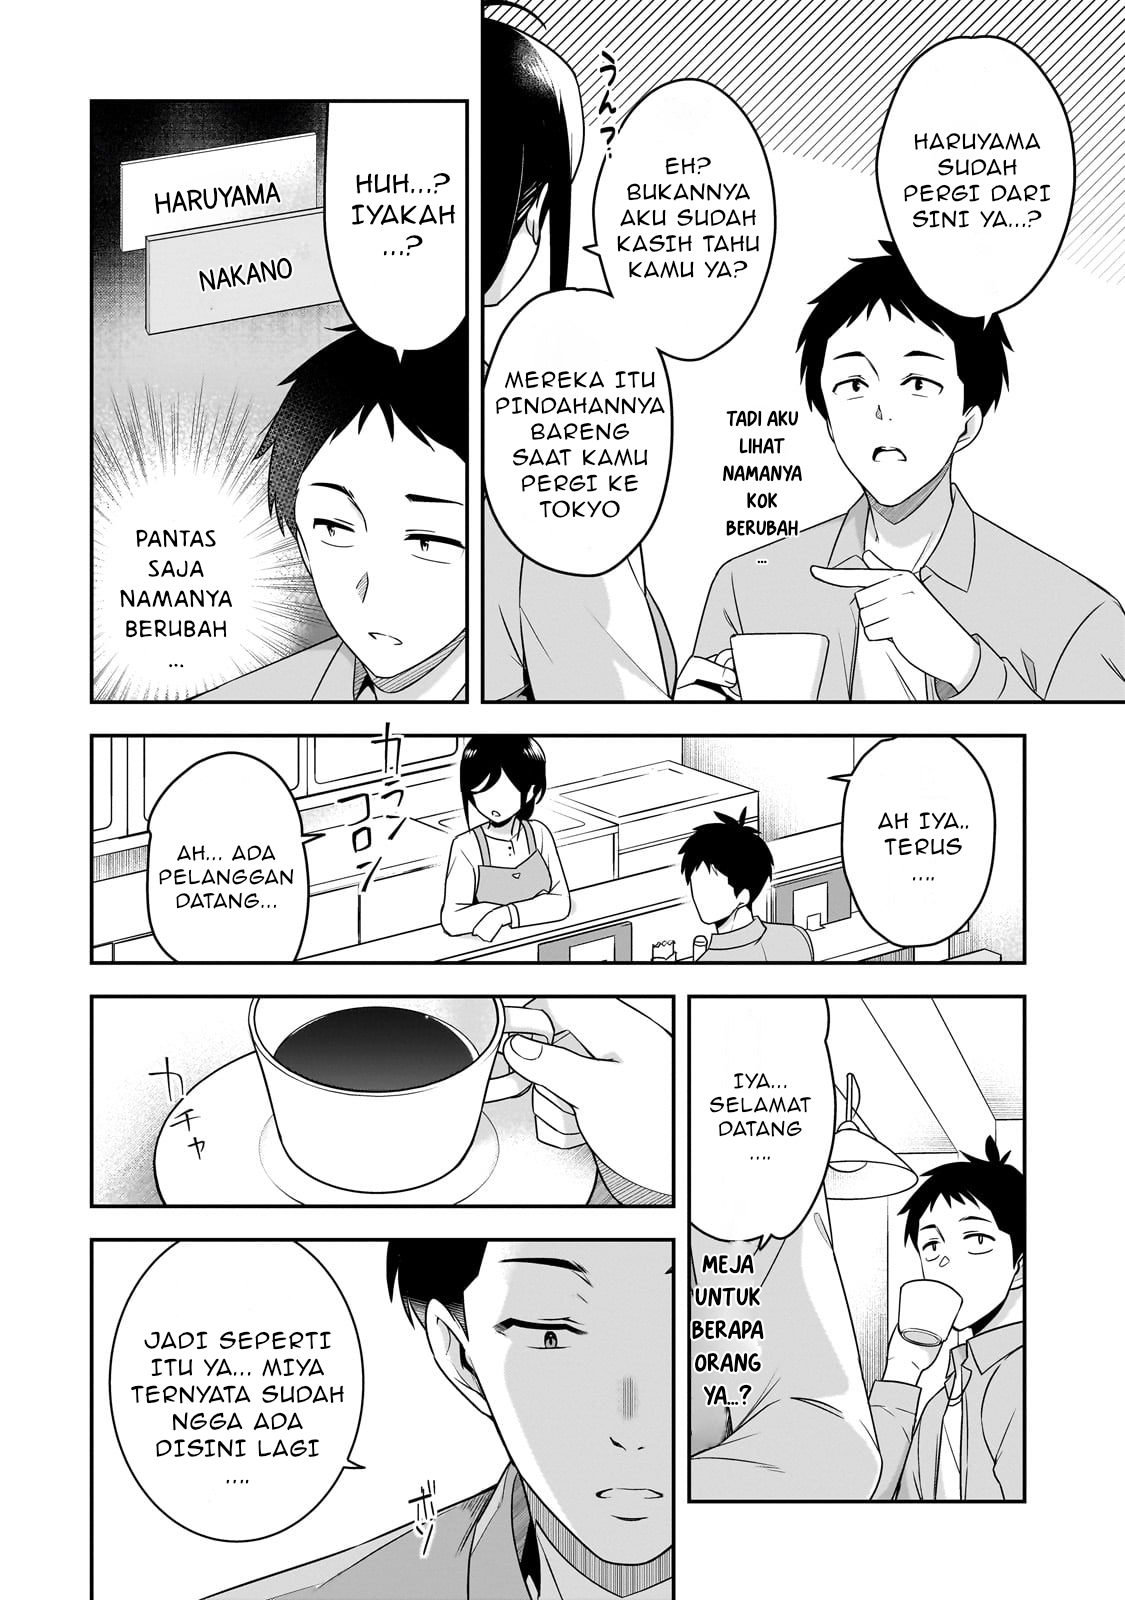 HARUYAMA
SUDAH
PERGI DARI
SINI YA...?
TADI AKU
LIHAT
NAMANYA
KOK
BERUBAH
...
うん?
EH?
BUKANNYA
AKU SUDAH
KASIH TAHU
KAMU YA?
MEREKA ITU
PINDAHANNYA
BARENG
SAAT KAMU
PERGI KE
TOKYO
HUH...?
IYAKAH
...?
HARUYAMA
NAKANO
PANTAS
SAJA
NAMANYA
BERUBAH
...
AH IYA..
TERUS
....
カラン
コロン
AH... ADA
PELANGGAN
DATANG...
IYA...
SELAMAT
DATANG
....
MEJA
UNTUK
BERAPA
ORANG
YA...?
カチャ
JADI SEPERTI
ITU YA... MIYA
TERNYATA SUDAH
NGGA ADA
DISINI LAGI
....
ボソッ